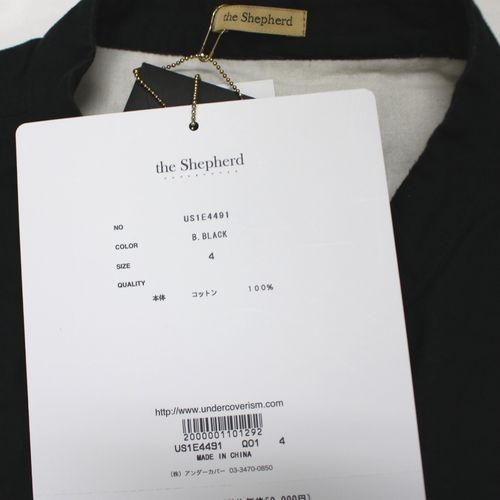 the Shepherd
the Shepherd
NO US1E4491
COLOR B. BLACK
SIZE 4
QUALITY
本体 コットン 100%
http://www.undercoverism.com
2000001101292
US1E4491 Q01 4
MADE IN CHINA
(株) アンダーカバー 03-3470-0850